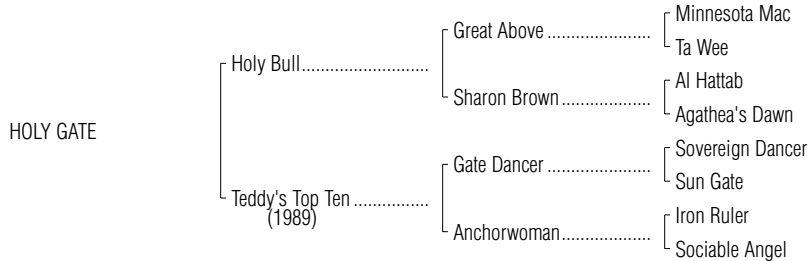 Minnesota Mac
Great Above ......................
Ta Wee
Holy Bull...........................
Al Hattab
Sharon Brown...................
Agathea's Dawn
HOLY GATE
Sovereign Dancer
Gate Dancer ......................
Sun Gate
Teddy's Top Ten ................
(1989)
Iron Ruler
Anchorwoman...................
Sociable Angel